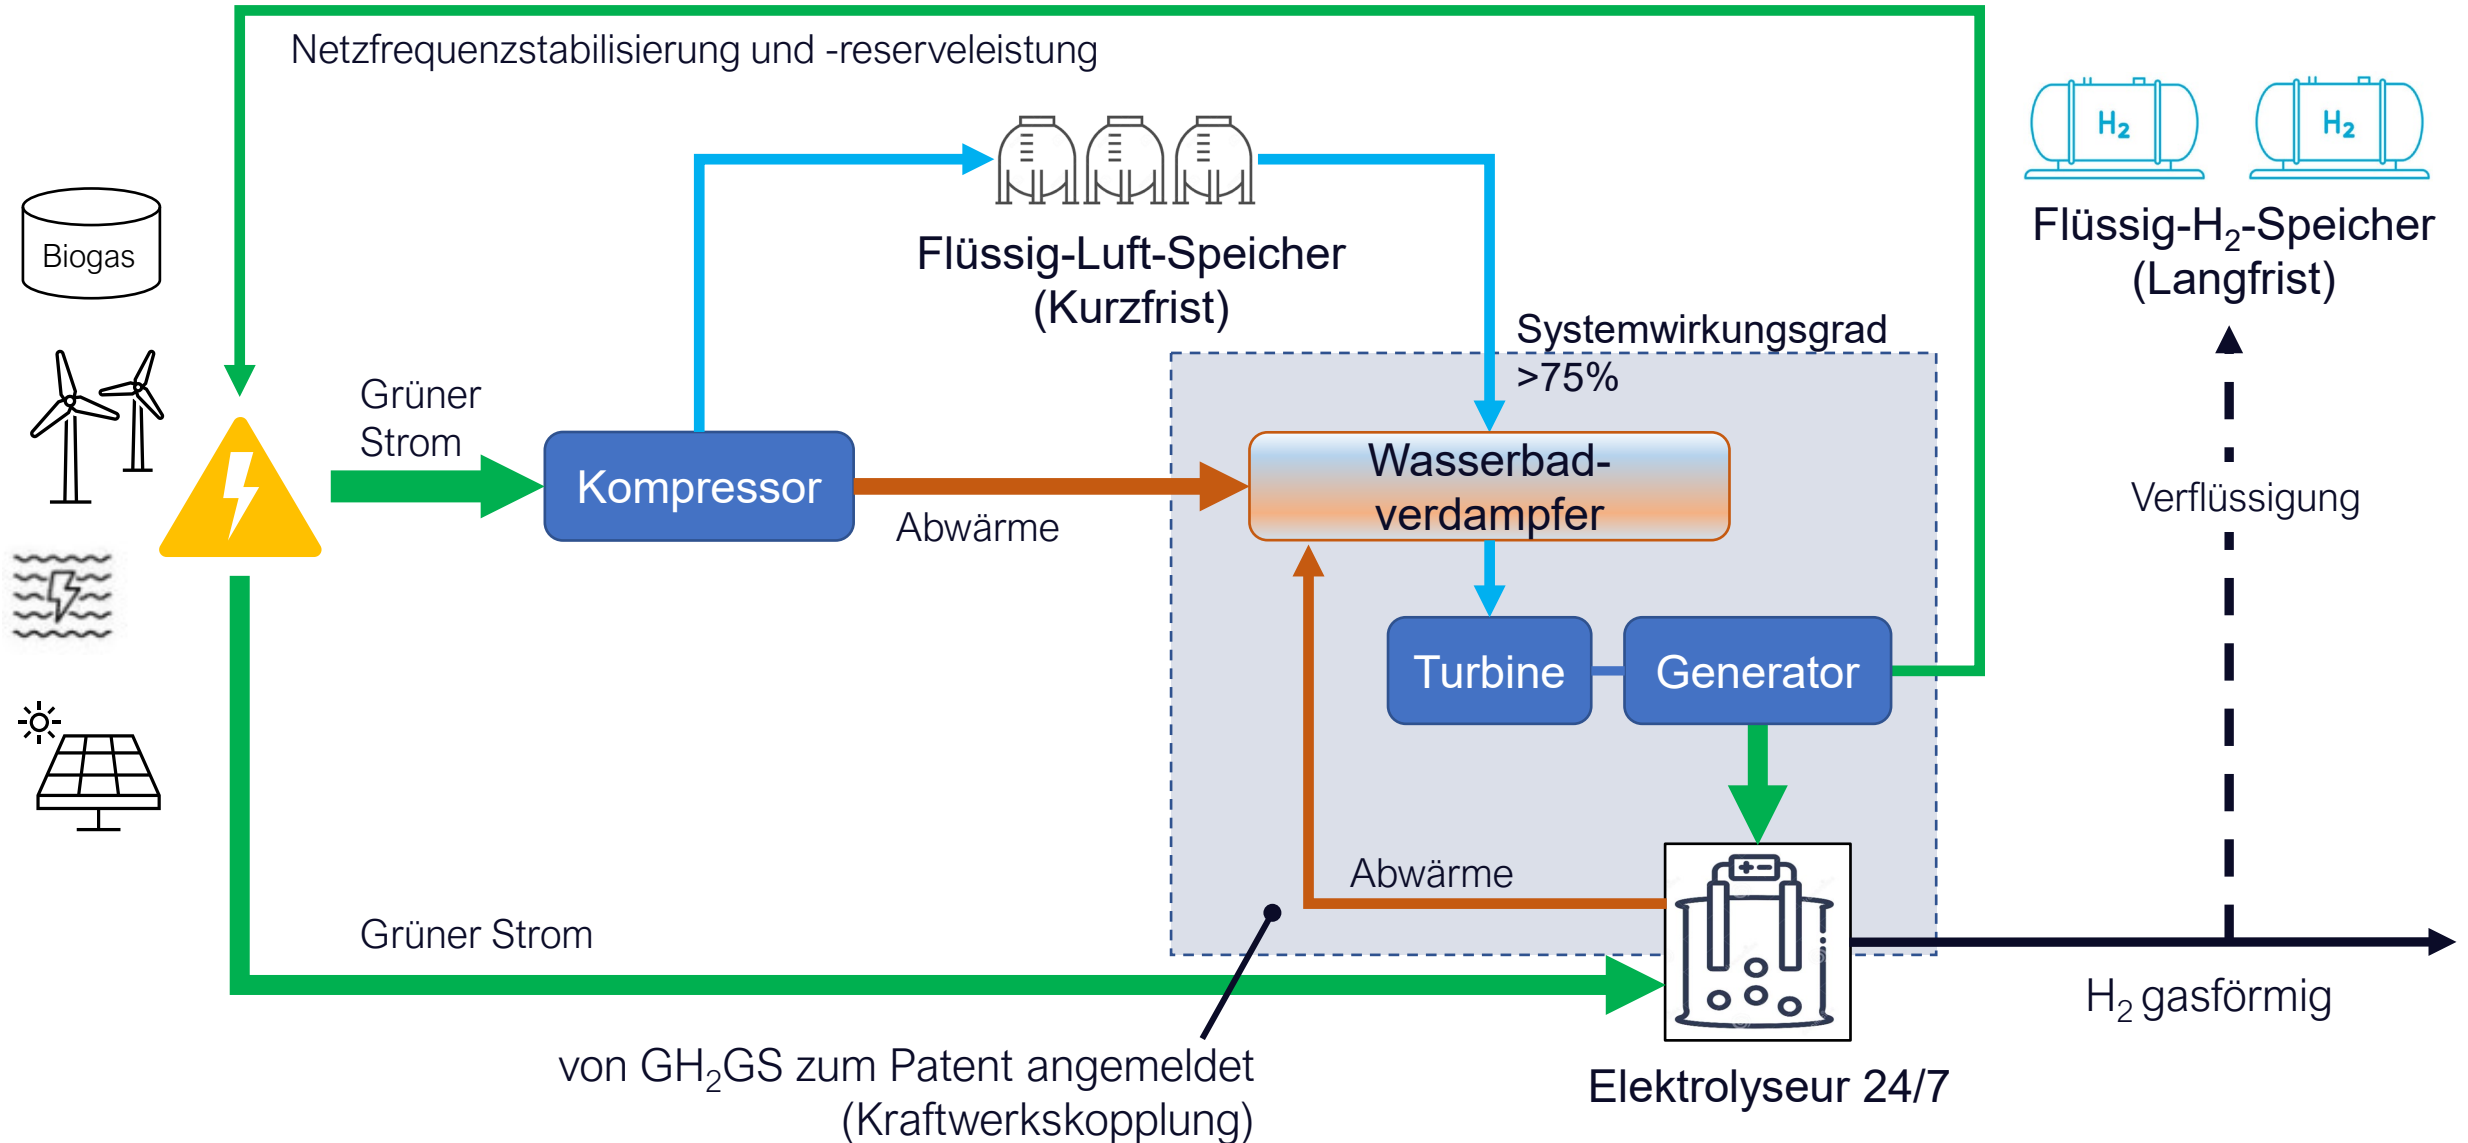 Netzfrequenzstabilisierung und -reserveleistung
H₂
H₂
Flüssig-H₂-Speicher
(Langfrist)
Biogas
Flüssig-Luft-Speicher
(Kurzfrist)
Systemwirkungsgrad
>75%
Grüner
Strom
Kompressor
Abwärme
Wasserbad-
verdampfer
Verflüssigung
Turbine
Generator
Abwärme
Grüner Strom
H₂ gasförmig
von GH₂GS zum Patent angemeldet
(Kraftwerkskopplung)
Elektrolyseur 24/7